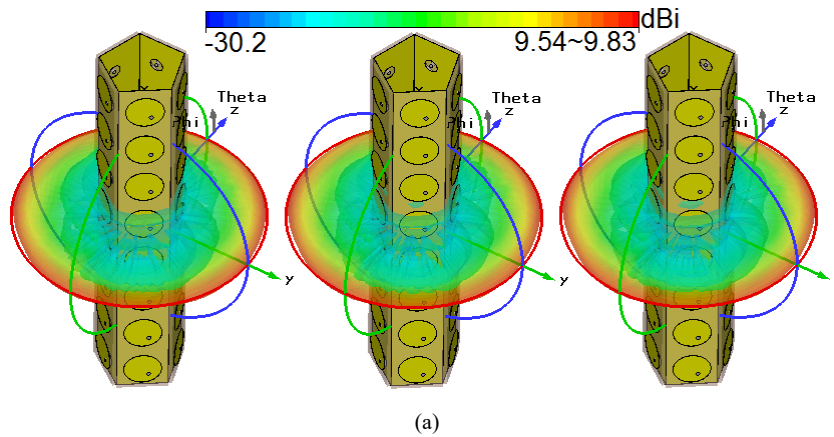 dBi
-30.2 9.54~9.83
Theta Theta Theta
z z z
Phi Phi Phi
y y
(a)